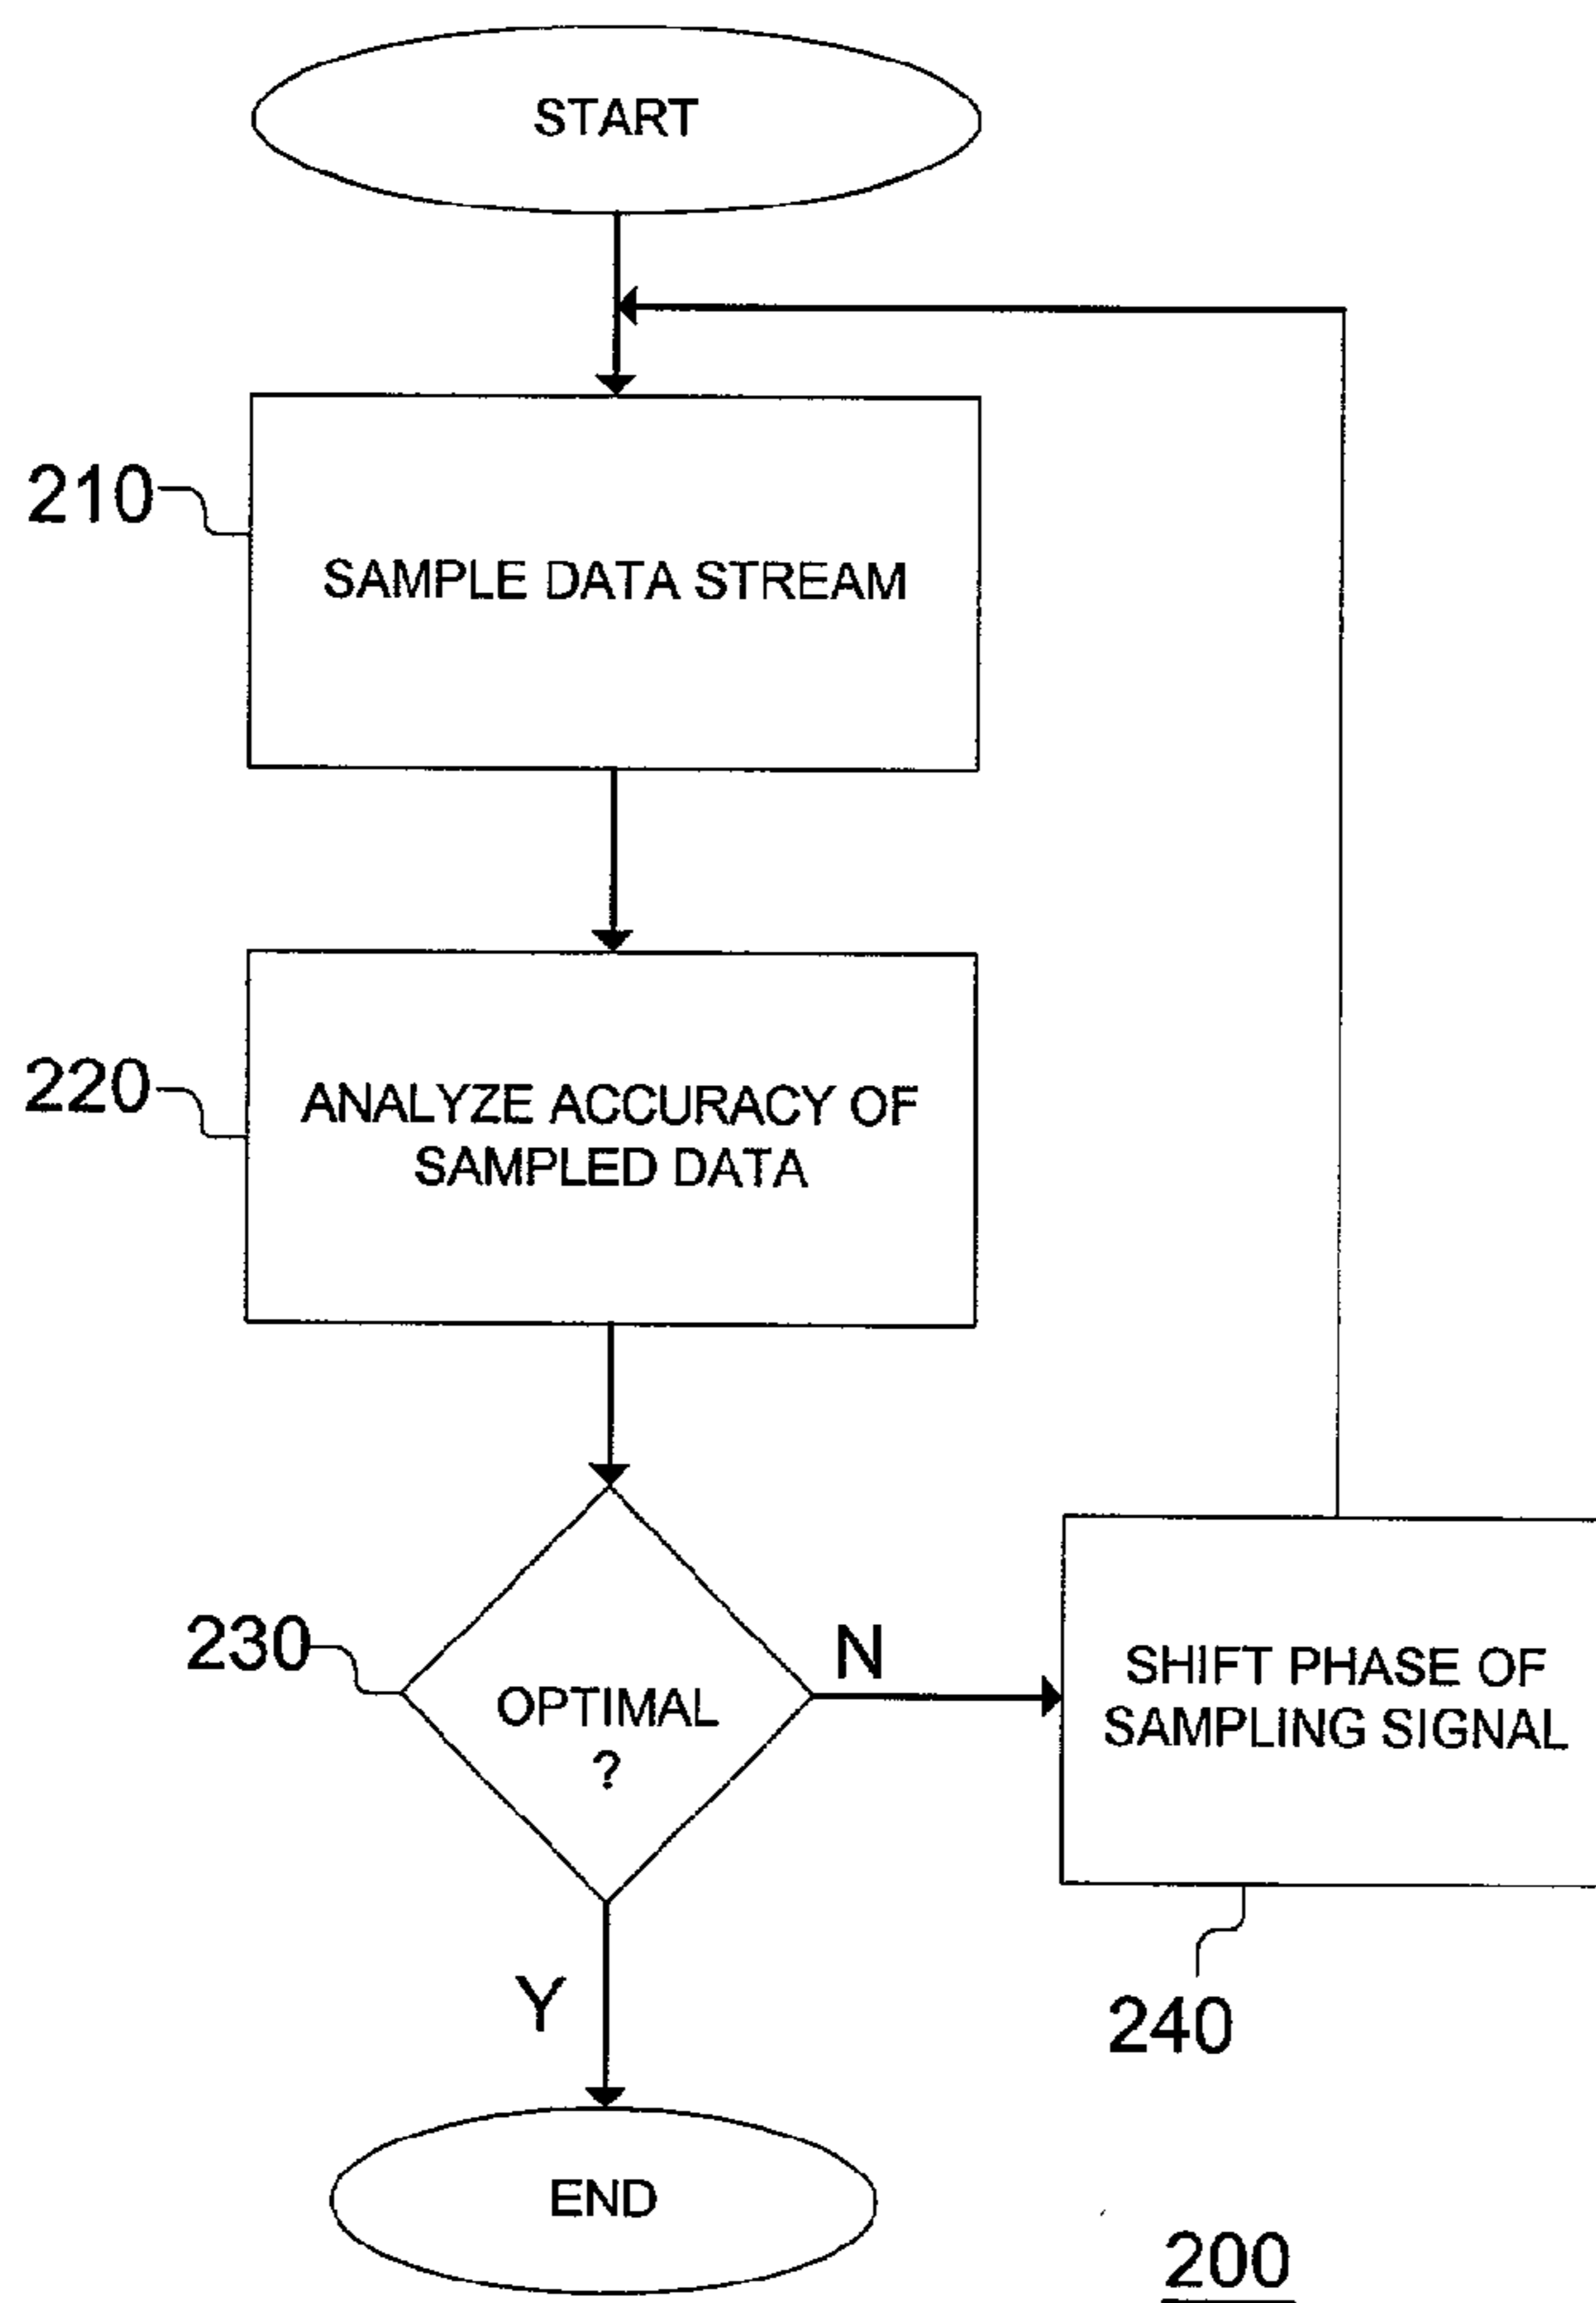 START
210
SAMPLE DATA STREAM
220
ANALYZE ACCURACY OF
SAMPLED DATA
230
OPTIMAL
?
N
SHIFT PHASE OF
SAMPLING SIGNAL
240
Y
END
200